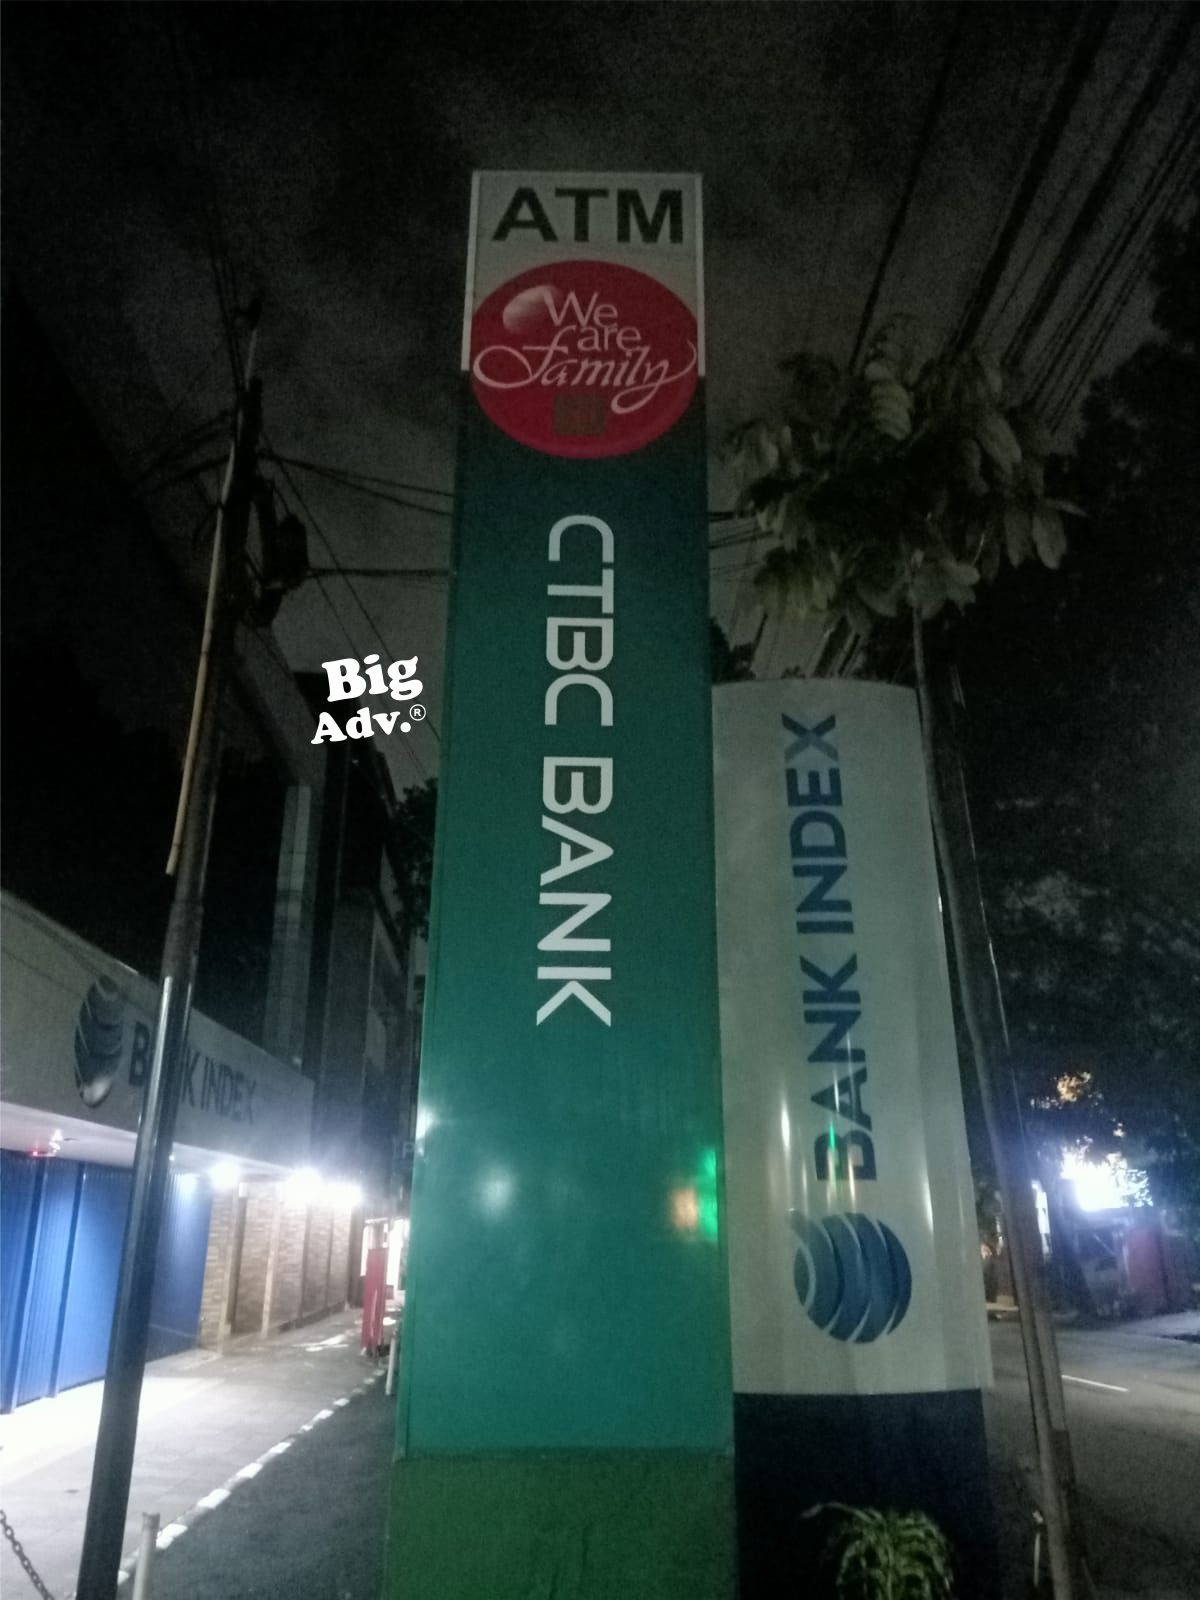 ATM
We
are
Family
CTBC BANK
Big
Adv.®
BANK INDEX
BANK INDEX